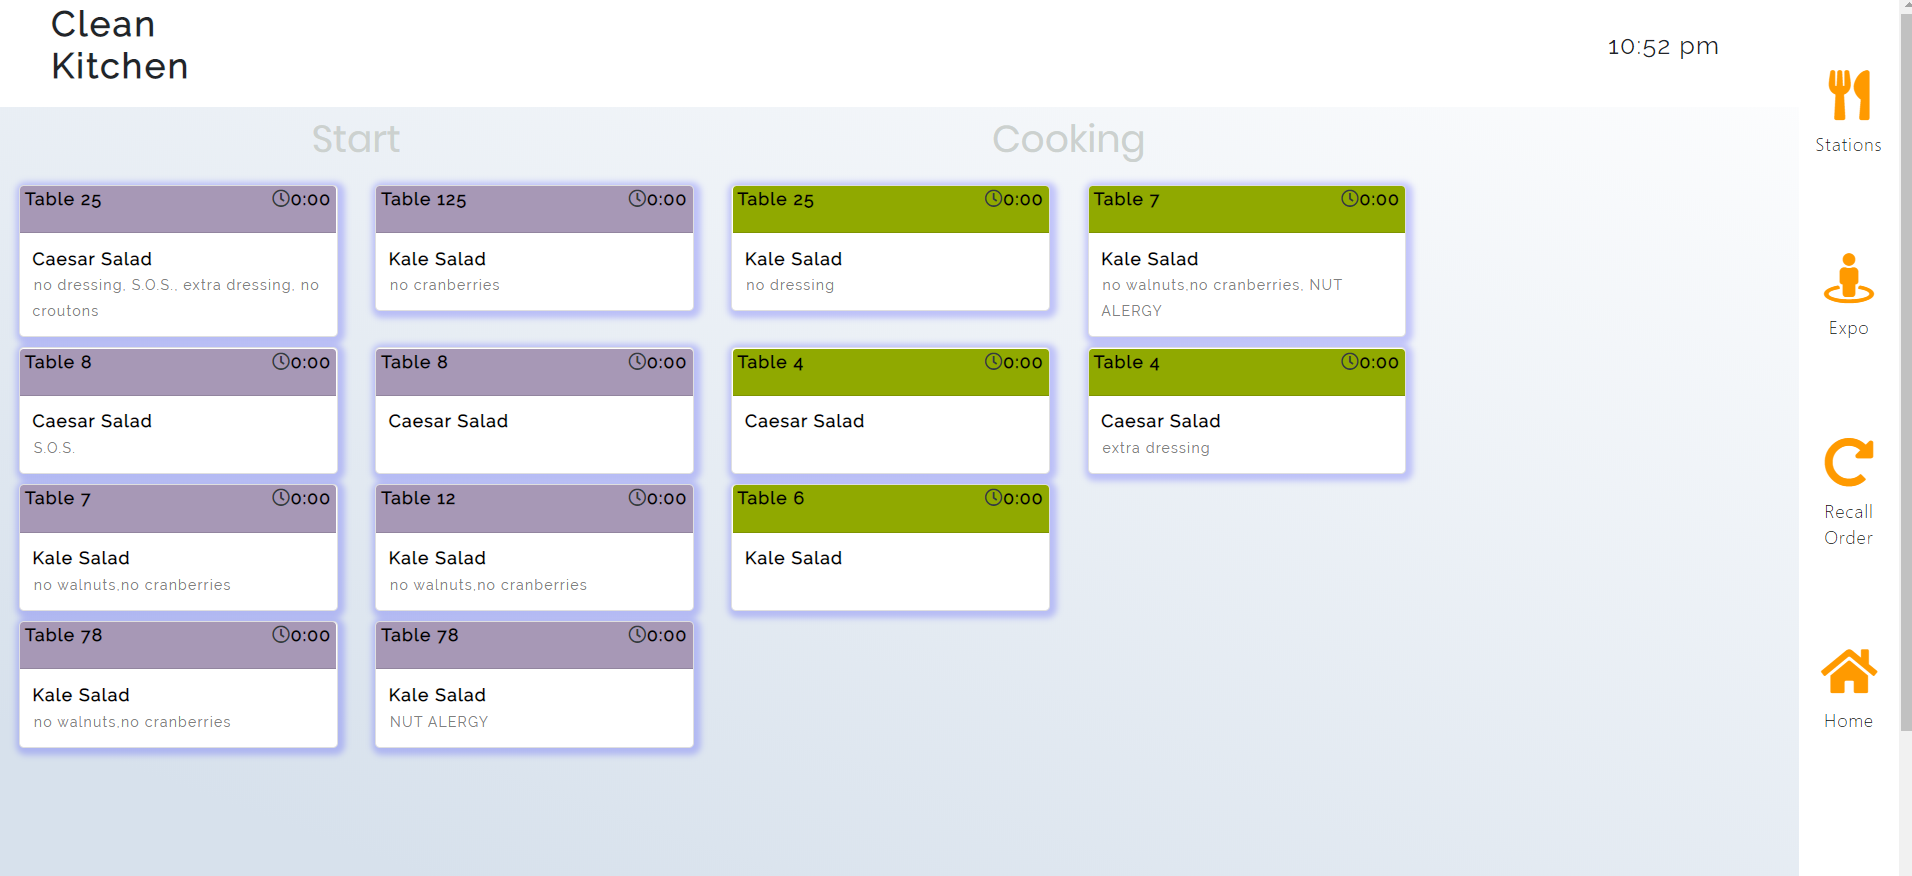 Clean
Kitchen
10:52 pm
Start
Cooking
Table 25 0:00
Caesar Salad
no dressing, S.O.S., extra dressing, no
croutons
Table 125 0:00
Kale Salad
no cranberries
Table 25 0:00
Kale Salad
no dressing
Table 7 0:00
Kale Salad
no walnuts,no cranberries, NUT
ALERGY
Table 8 0:00
Caesar Salad
S.O.S.
Table 8 0:00
Caesar Salad
Table 4 0:00
Caesar Salad
Table 4 0:00
Caesar Salad
extra dressing
Table 7 0:00
Kale Salad
no walnuts,no cranberries
Table 12 0:00
Kale Salad
no walnuts,no cranberries
Table 6 0:00
Kale Salad
Table 78 0:00
Kale Salad
no walnuts,no cranberries
Table 78 0:00
Kale Salad
NUT ALERGY
Stations
Expo
Recall
Order
Home